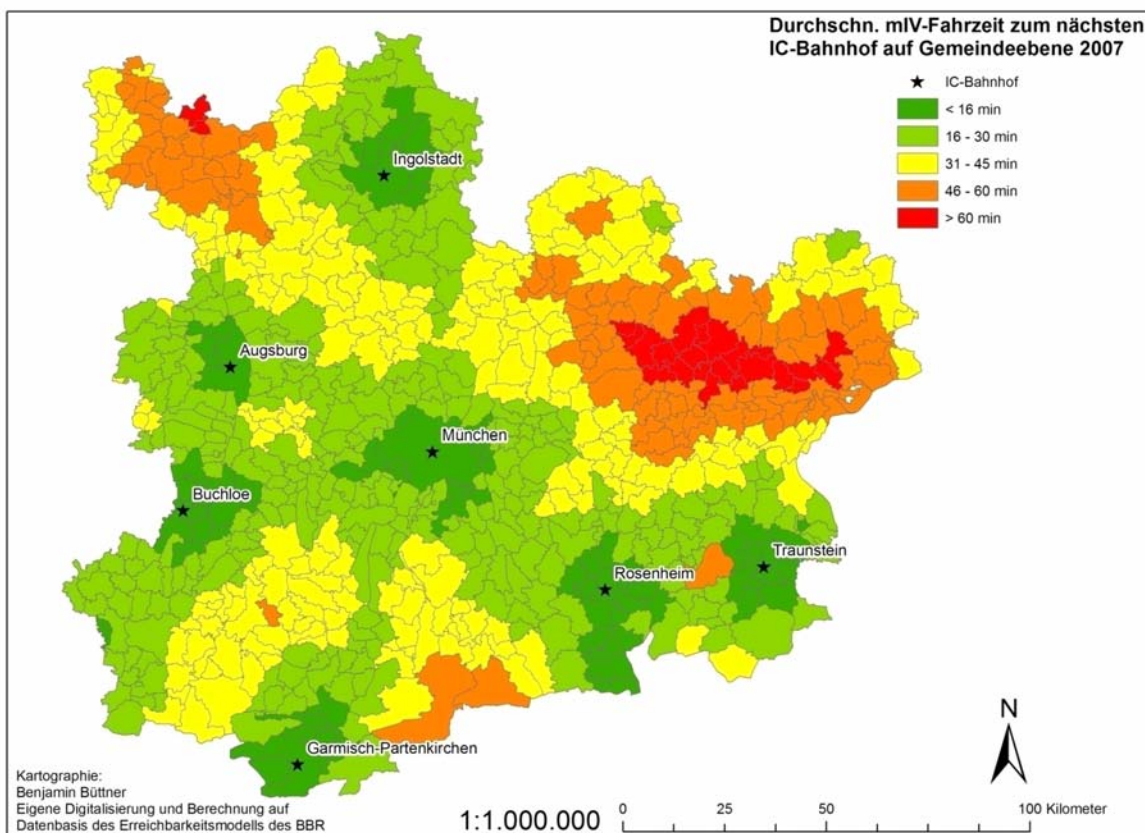 Durchschn. mIV-Fahrzeit zum nächsten
IC-Bahnhof auf Gemeindeebene 2007
IC-Bahnhof
< 16 min
16 - 30 min
31 - 45 min
46 - 60 min
> 60 min
Ingolstadt
Augsburg
München
Buchloe
Traunstein
Rosenheim
Garmisch-Partenkirchen
N
Kartographie:
Benjamin Büttner
Eigene Digitalisierung und Berechnung auf
Datenbasis des Erreichbarkeitsmodells des BBR
1:1.000.000
0 25 50 100 Kilometer